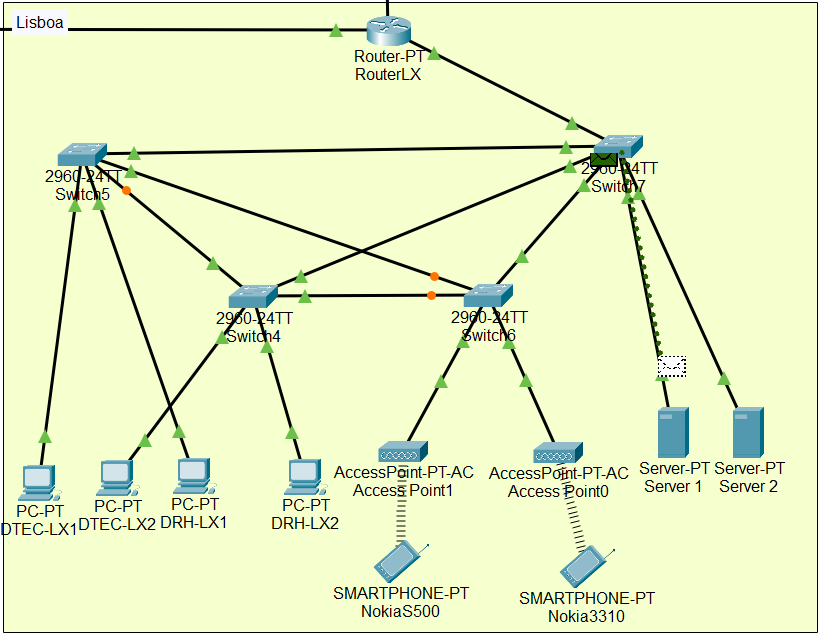 Lisboa
Router-PT
RouterLX
2960-24TT
Switch5
2960-24TT
Switch7
2960-24TT
Switch4
2960-24TT
Switch6
AccessPoint-PT-AC
Access Point1
AccessPoint-PT-AC
Access Point0
Server-PT
Server 1
Server-PT
Server 2
PC-PT
DTEC-LX1
PC-PT
DTEC-LX2
PC-PT
DRH-LX1
PC-PT
DRH-LX2
SMARTPHONE-PT
NokiaS500
SMARTPHONE-PT
Nokia3310